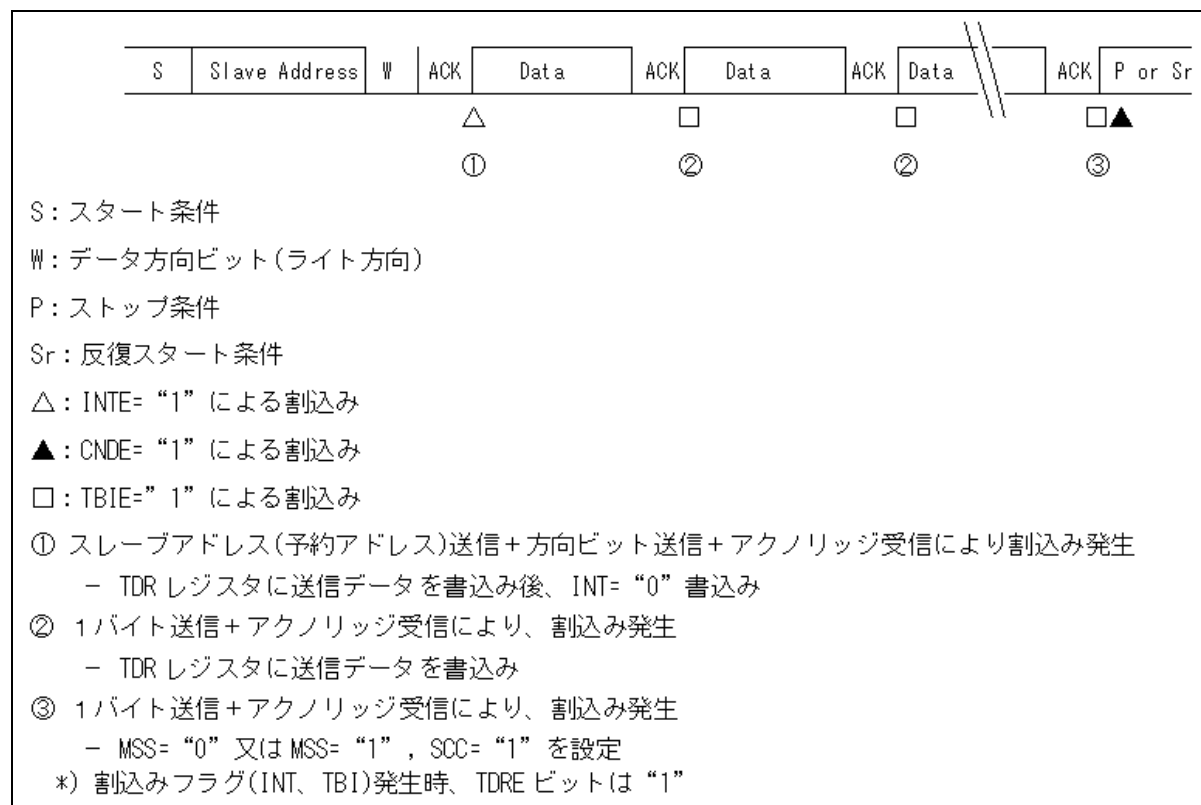 S Slave Address W ACK Data ACK Data ACK Data ACK P or Sr
△ □ □ □▲
① ② ② ③
S:スタート条件
W:データ方向ビット(ライト方向)
P:ストップ条件
Sr:反復スタート条件
△:INTE=“1”による割込み
▲:CNDE=“1”による割込み
□:TBIE=”1”による割込み
① スレーブアドレス(予約アドレス)送信+方向ビット送信+アクノリッジ受信により割込み発生
- TDRレジスタに送信データを書込み後、INT=“0”書込み
② 1バイト送信+アクノリッジ受信により、割込み発生
- TDRレジスタに送信データを書込み
③ 1バイト送信+アクノリッジ受信により、割込み発生
- MSS=“0”又はMSS=“1”, SCC=“1”を設定
*) 割込みフラグ(INT、TBI)発生時、TDREビットは“1”